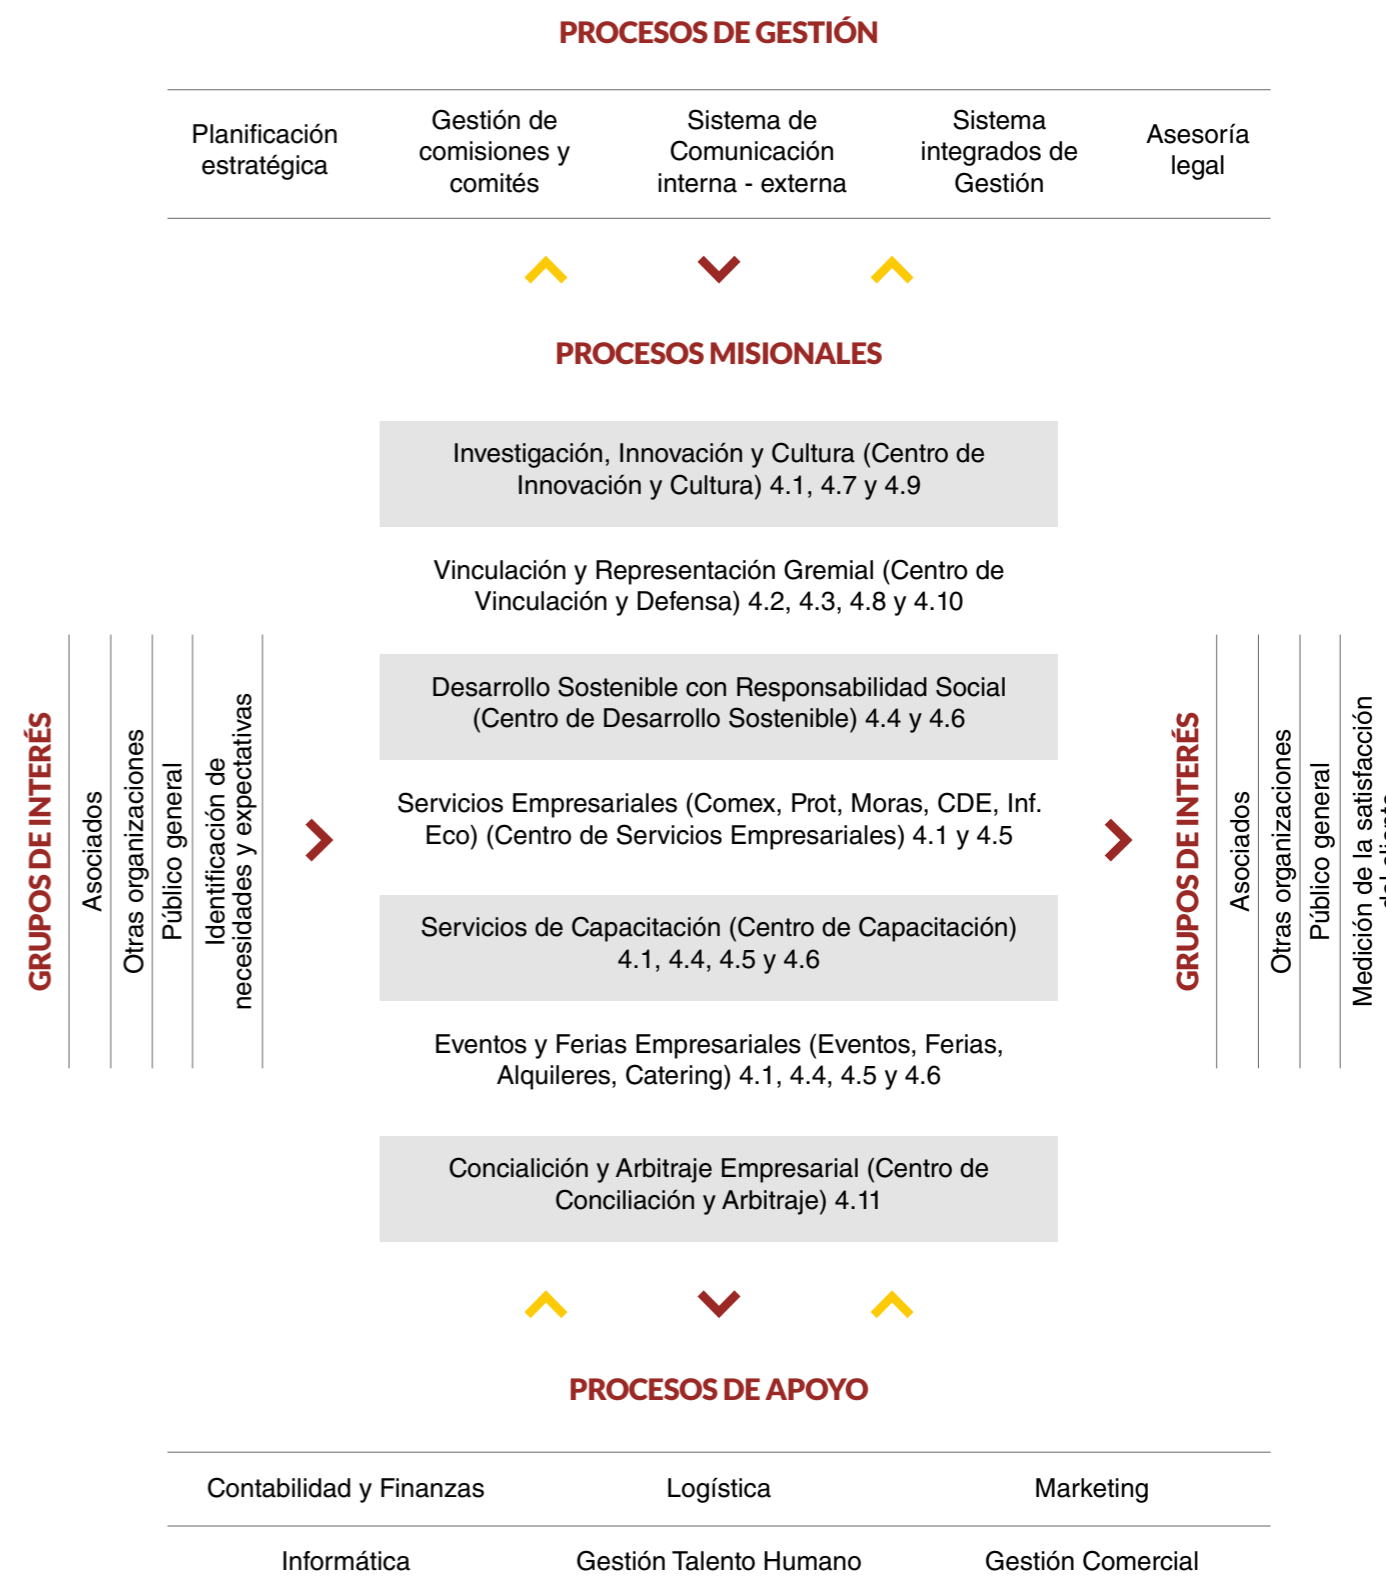 PROCESOS DE GESTIÓN
Planificación
estratégica
Gestión de
comisiones y
comités
Sistema de
Comunicación
interna - externa
Sistema
integrados de
Gestión
Asesoría
legal
PROCESOS MISIONALES
GRUPOS DE INTERÉS
Asociados
Otras organizaciones
Público general
Identificación de
necesidades y expectativas
Investigación, Innovación y Cultura (Centro de
Innovación y Cultura) 4.1, 4.7 y 4.9
Vinculación y Representación Gremial (Centro de
Vinculación y Defensa) 4.2, 4.3, 4.8 y 4.10
Desarrollo Sostenible con Responsabilidad Social
(Centro de Desarrollo Sostenible) 4.4 y 4.6
Servicios Empresariales (Comex, Prot, Moras, CDE, Inf.
Eco) (Centro de Servicios Empresariales) 4.1 y 4.5
Servicios de Capacitación (Centro de Capacitación)
4.1, 4.4, 4.5 y 4.6
Eventos y Ferias Empresariales (Eventos, Ferias,
Alquileres, Catering) 4.1, 4.4, 4.5 y 4.6
Concialición y Arbitraje Empresarial (Centro de
Conciliación y Arbitraje) 4.11
GRUPOS DE INTERÉS
Asociados
Otras organizaciones
Público general
Medición de la satisfacción
PROCESOS DE APOYO
Contabilidad y Finanzas
Logística
Marketing
Informática
Gestión Talento Humano
Gestión Comercial